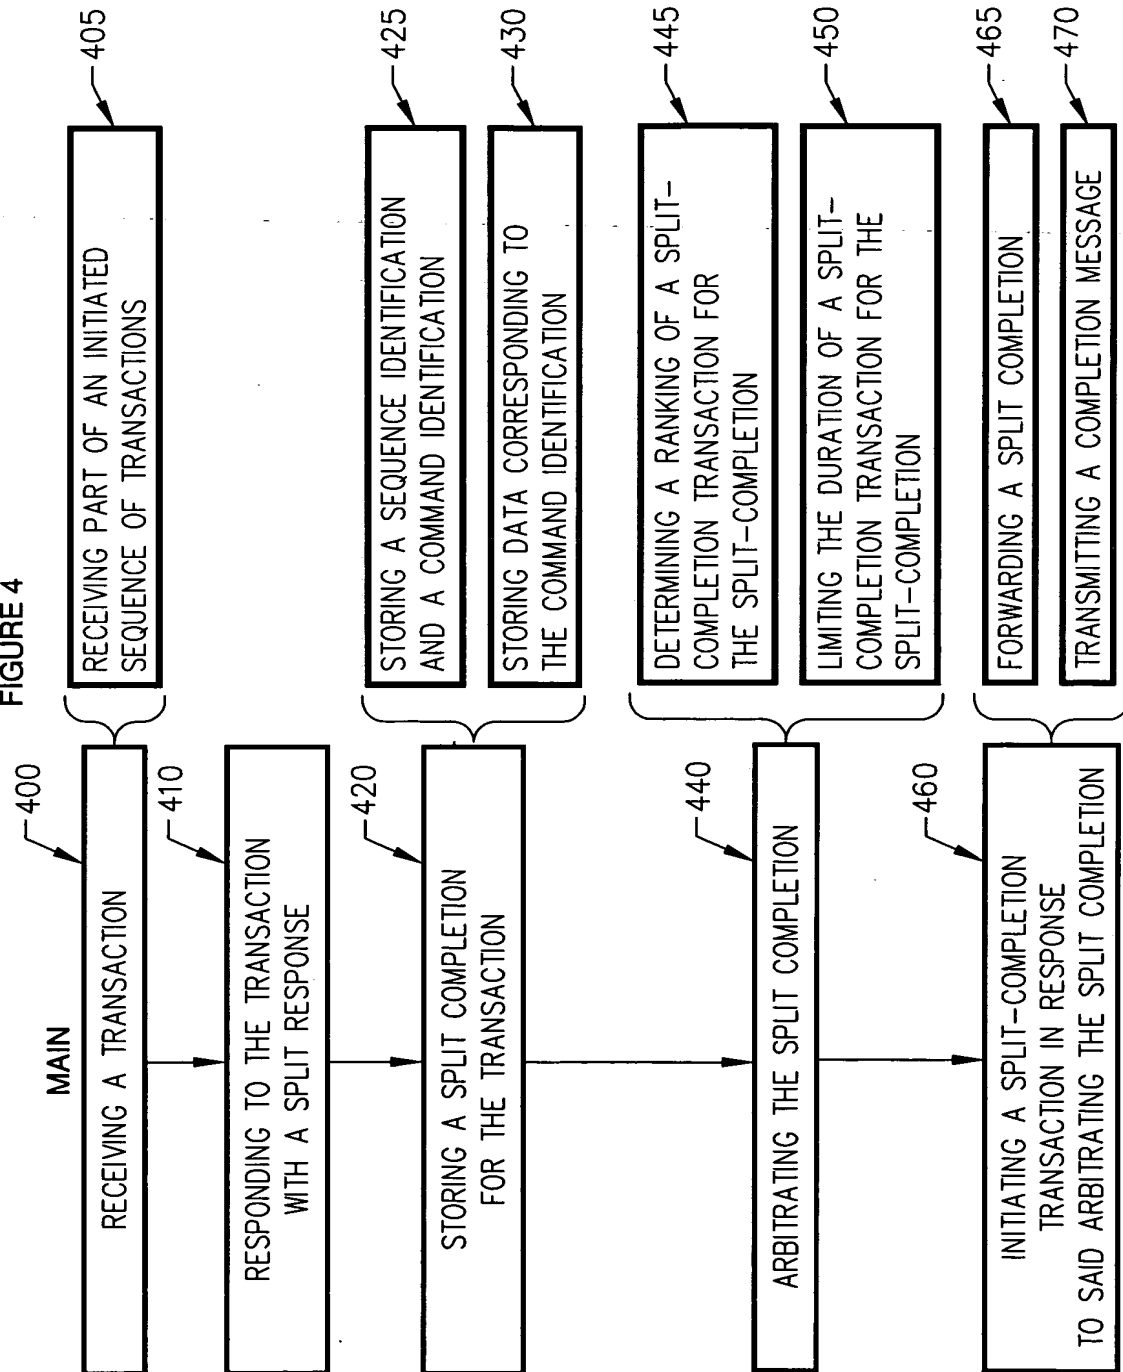 FIGURE 4
MAIN
400
RECEIVING A TRANSACTION
405
RECEIVING PART OF AN INITIATED
SEQUENCE OF TRANSACTIONS
410
RESPONDING TO THE TRANSACTION
WITH A SPLIT RESPONSE
420
STORING A SPLIT COMPLETION
FOR THE TRANSACTION
425
STORING A SEQUENCE IDENTIFICATION
AND A COMMAND IDENTIFICATION
430
STORING DATA CORRESPONDING TO
THE COMMAND IDENTIFICATION
440
ARBITRATING THE SPLIT COMPLETION
445
DETERMINING A RANKING OF A SPLIT-
COMPLETION TRANSACTION FOR
THE SPLIT-COMPLETION
450
LIMITING THE DURATION OF A SPLIT-
COMPLETION TRANSACTION FOR THE
SPLIT-COMPLETION
460
INITIATING A SPLIT-COMPLETION
TRANSACTION IN RESPONSE
TO SAID ARBITRATING THE SPLIT COMPLETION
465
FORWARDING A SPLIT COMPLETION
470
TRANSMITTING A COMPLETION MESSAGE